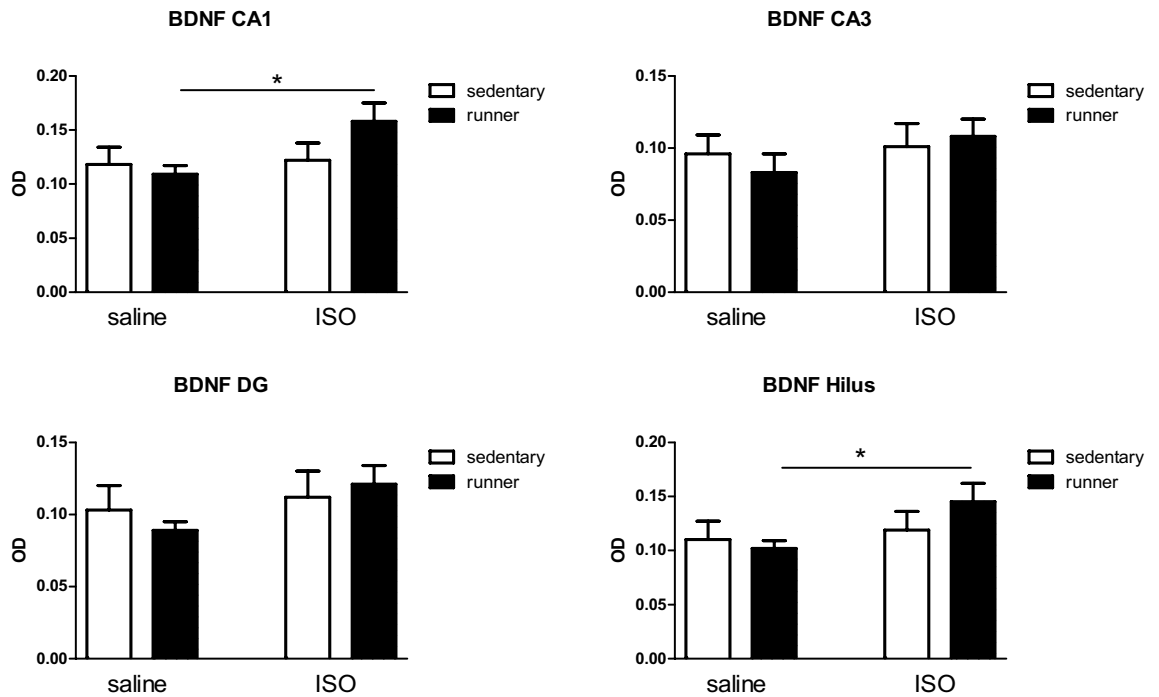 BDNF CA1
*
0.20
0.15
0.10
0.05
0.00
OD
saline ISO
sedentary
runner
BDNF CA3
0.15
0.10
0.05
0.00
OD
saline ISO
sedentary
runner
BDNF DG
0.15
0.10
0.05
0.00
OD
saline ISO
sedentary
runner
BDNF Hilus
*
0.20
0.15
0.10
0.05
0.00
OD
saline ISO
sedentary
runner